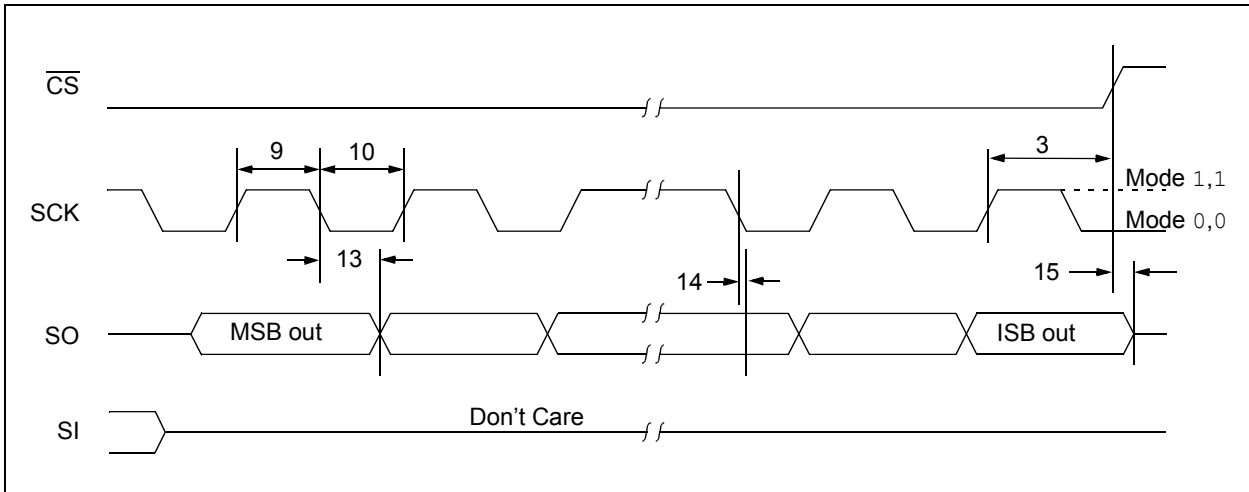 CS
9
10
3
Mode 1,1
SCK
Mode 0,0
13
14
15
SO
MSB out
ISB out
Don't Care
SI